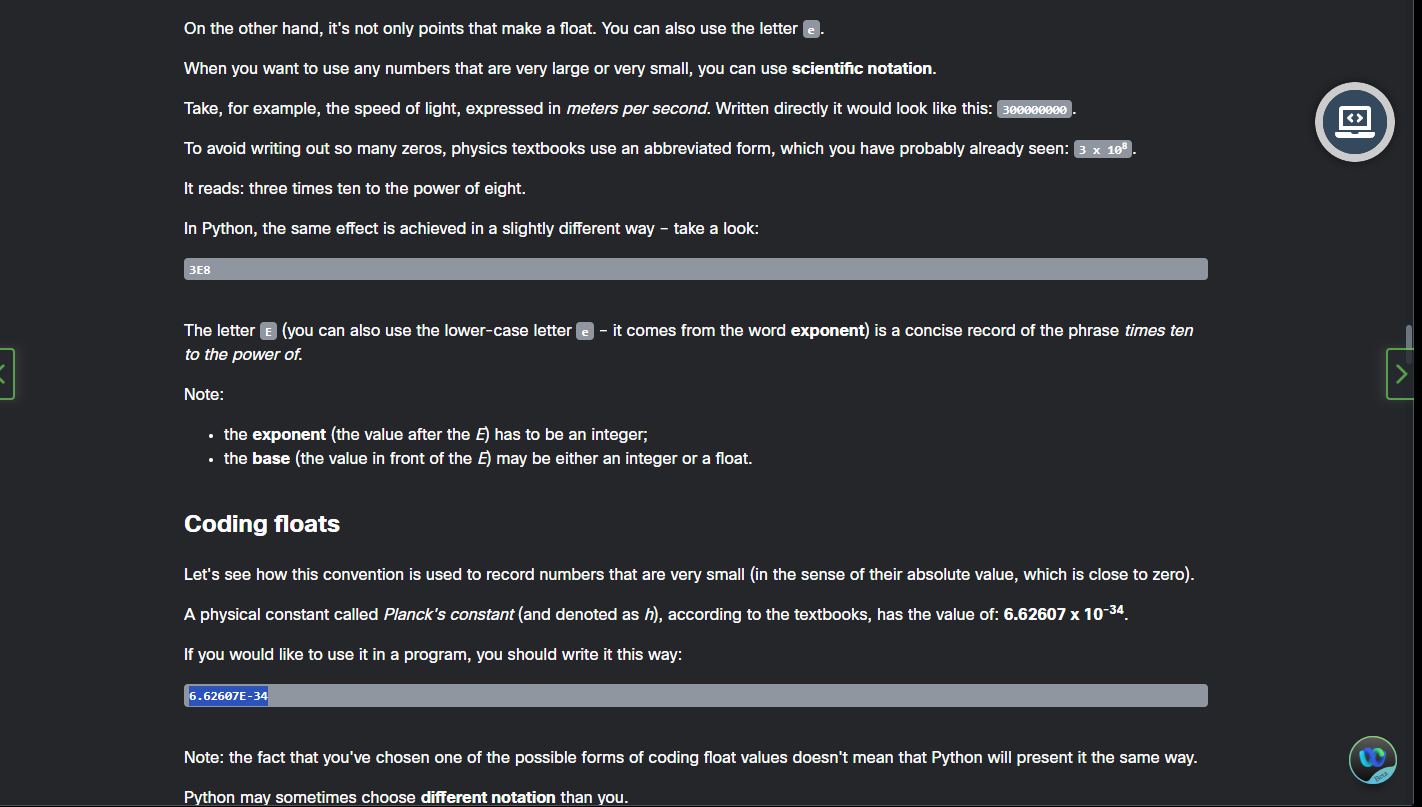 On the other hand, it's not only points that make a float. You can also use the letter e.
When you want to use any numbers that are very large or very small, you can use scientific notation.
Take, for example, the speed of light, expressed in meters per second. Written directly it would look like this: 300000000.
To avoid writing out so many zeros, physics textbooks use an abbreviated form, which you have probably already seen: 3 x 10⁸.
It reads: three times ten to the power of eight.
In Python, the same effect is achieved in a slightly different way – take a look:
3E8
The letter E (you can also use the lower-case letter e – it comes from the word exponent) is a concise record of the phrase times ten
to the power of.
Note:
• the exponent (the value after the E) has to be an integer;
• the base (the value in front of the E) may be either an integer or a float.
Coding floats
Let's see how this convention is used to record numbers that are very small (in the sense of their absolute value, which is close to zero).
A physical constant called Planck's constant (and denoted as h), according to the textbooks, has the value of: 6.62607 x 10⁻³⁴.
If you would like to use it in a program, you should write it this way:
6.62607E-34
Note: the fact that you've chosen one of the possible forms of coding float values doesn't mean that Python will present it the same way.
Python may sometimes choose different notation than you.
Beta